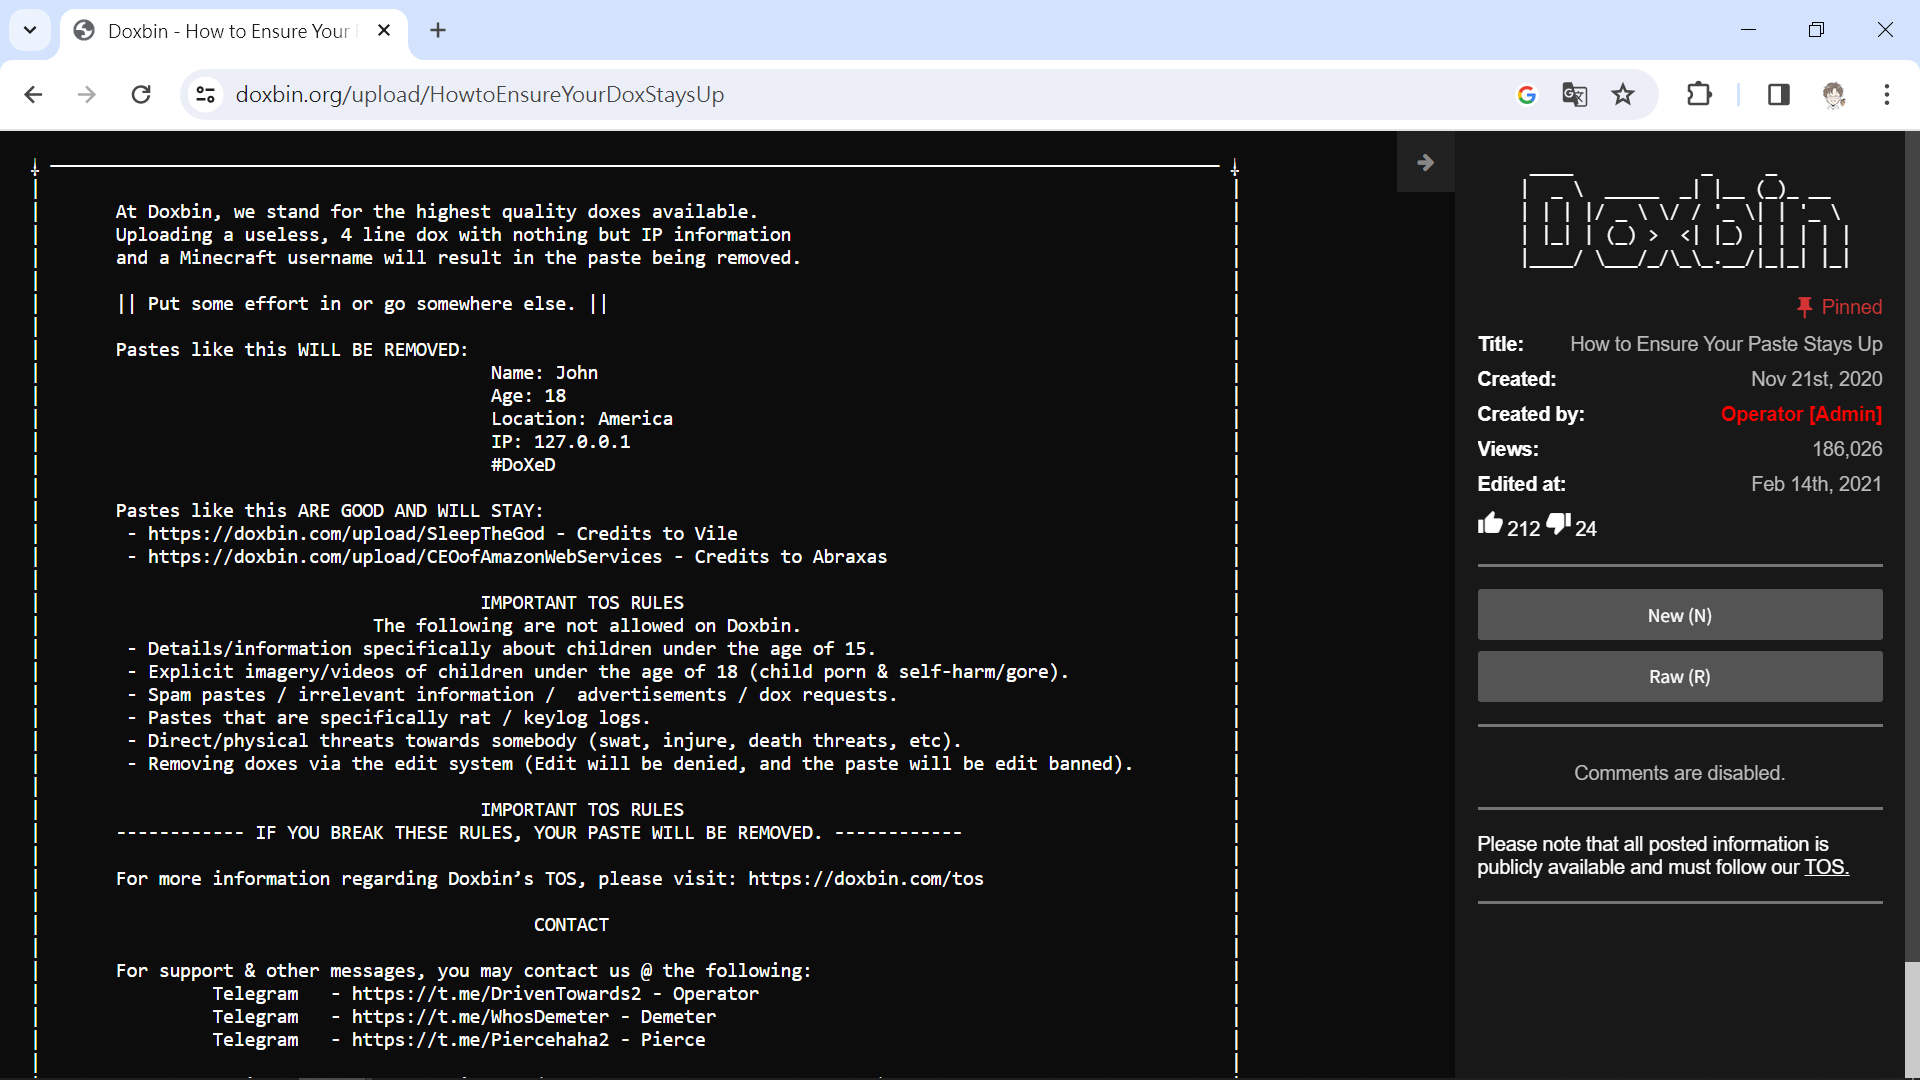 Doxbin - How to Ensure Your
doxbin.org/upload/HowtoEnsureYourDoxStaysUp
At Doxbin, we stand for the highest quality doxes available.
Uploading a useless, 4 line dox with nothing but IP information
and a Minecraft username will result in the paste being removed.
|| Put some effort in or go somewhere else. ||
Pastes like this WILL BE REMOVED:
Name: John
Age: 18
Location: America
IP: 127.0.0.1
#DoXeD
Pastes like this ARE GOOD AND WILL STAY:
- https://doxbin.com/upload/SleepTheGod - Credits to Vile
- https://doxbin.com/upload/CEOofAmazonWebServices - Credits to Abraxas
IMPORTANT TOS RULES
The following are not allowed on Doxbin.
- Details/information specifically about children under the age of 15.
- Explicit imagery/videos of children under the age of 18 (child porn & self-harm/gore).
- Spam pastes / irrelevant information /  advertisements / dox requests.
- Pastes that are specifically rat / keylog logs.
- Direct/physical threats towards somebody (swat, injure, death threats, etc).
- Removing doxes via the edit system (Edit will be denied, and the paste will be edit banned).
IMPORTANT TOS RULES
------------ IF YOU BREAK THESE RULES, YOUR PASTE WILL BE REMOVED. ------------
For more information regarding Doxbin’s TOS, please visit: https://doxbin.com/tos
CONTACT
For support & other messages, you may contact us @ the following:
Telegram   - https://t.me/DrivenTowards2 - Operator
Telegram   - https://t.me/WhosDemeter - Demeter
Telegram   - https://t.me/Piercehaha2 - Pierce
Doxbin
Pinned
Title: How to Ensure Your Paste Stays Up
Created: Nov 21st, 2020
Created by: Operator [Admin]
Views: 186,026
Edited at: Feb 14th, 2021
212 24
New (N)
Raw (R)
Comments are disabled.
Please note that all posted information is
publicly available and must follow our TOS.